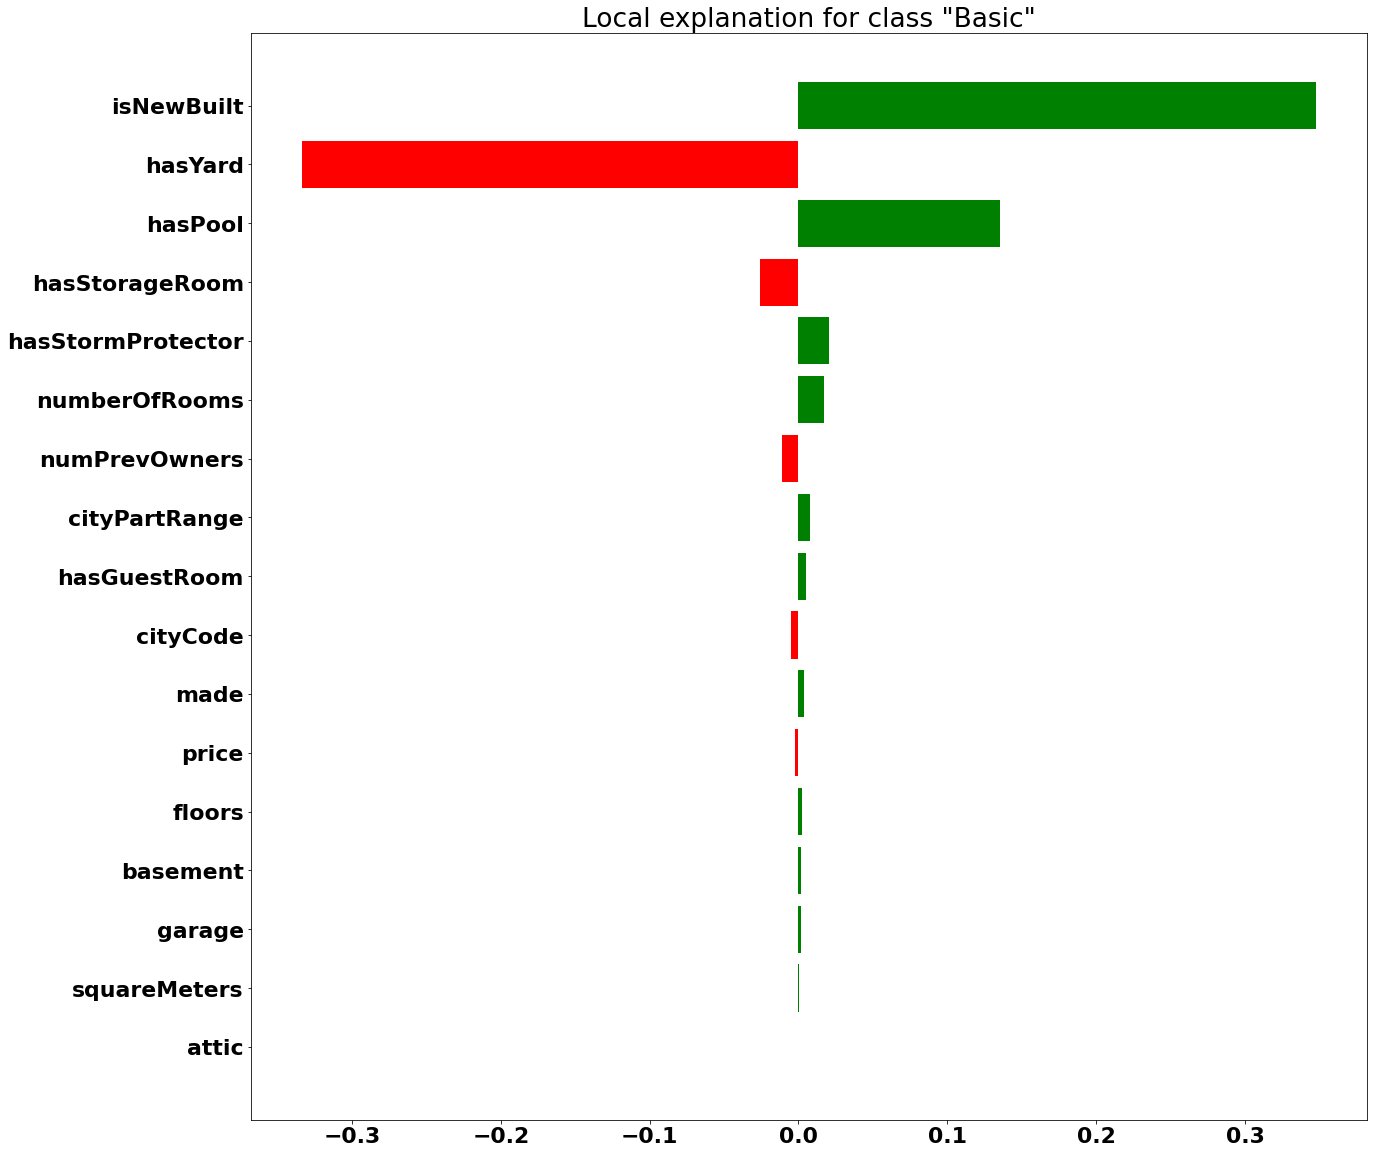 Local explanation for class "Basic"
isNewBuilt
hasYard
hasPool
hasStorageRoom
hasStormProtector
numberOfRooms
numPrevOwners
cityPartRange
hasGuestRoom
cityCode
made
price
floors
basement
garage
squareMeters
attic
−0.3 −0.2 −0.1 0.0 0.1 0.2 0.3